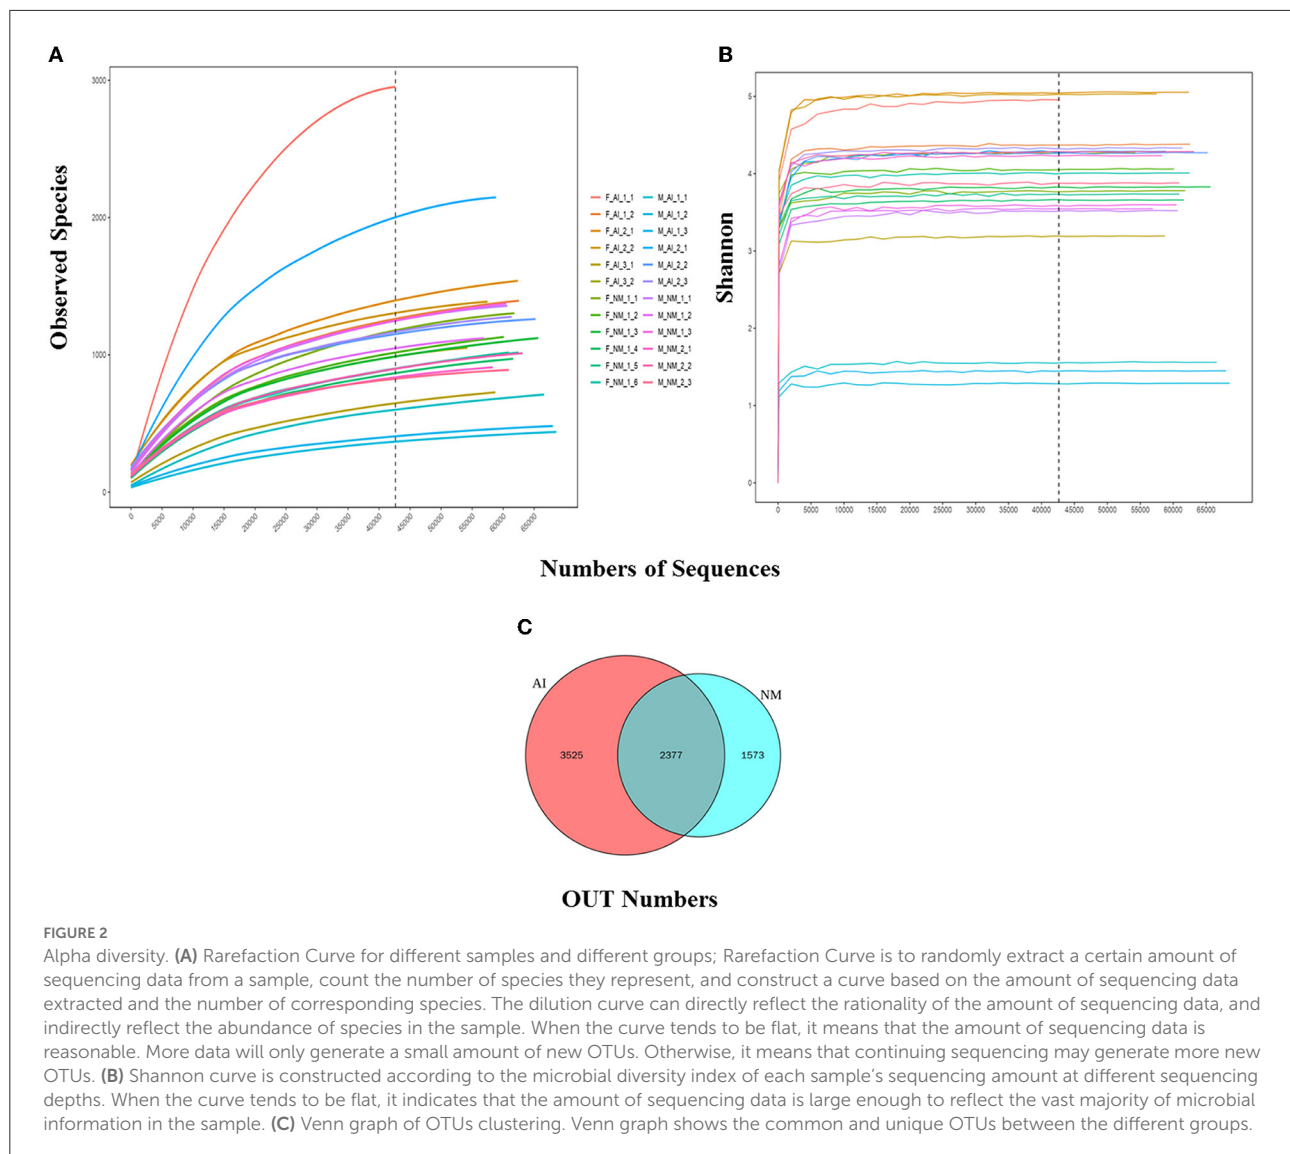 A
B
Observed Species
3000
2000
1000
0
0 5000 10000 15000 20000 25000 30000 35000 40000 45000 50000 55000 60000 65000
F_AI_1_1 M_AI_1_1
F_AI_1_2 M_AI_1_2
F_AI_2_1 M_AI_1_3
F_AI_2_2 M_AI_2_1
F_AI_3_1 M_AI_2_2
F_AI_3_2 M_AI_2_3
F_NM_1_1 M_NM_1_1
F_NM_1_2 M_NM_1_2
F_NM_1_3 M_NM_1_3
F_NM_1_4 M_NM_2_1
F_NM_1_5 M_NM_2_2
F_NM_1_6 M_NM_2_3
Shannon
5
4
3
2
1
0
0 5000 10000 15000 20000 25000 30000 35000 40000 45000 50000 55000 60000 65000
Numbers of Sequences
C
AI
NM
3525 2377 1573
OUT Numbers
FIGURE 2
Alpha diversity. (A) Rarefaction Curve for different samples and different groups; Rarefaction Curve is to randomly extract a certain amount of
sequencing data from a sample, count the number of species they represent, and construct a curve based on the amount of sequencing data
extracted and the number of corresponding species. The dilution curve can directly reflect the rationality of the amount of sequencing data, and
indirectly reflect the abundance of species in the sample. When the curve tends to be flat, it means that the amount of sequencing data is
reasonable. More data will only generate a small amount of new OTUs. Otherwise, it means that continuing sequencing may generate more new
OTUs. (B) Shannon curve is constructed according to the microbial diversity index of each sample's sequencing amount at different sequencing
depths. When the curve tends to be flat, it indicates that the amount of sequencing data is large enough to reflect the vast majority of microbial
information in the sample. (C) Venn graph of OTUs clustering. Venn graph shows the common and unique OTUs between the different groups.